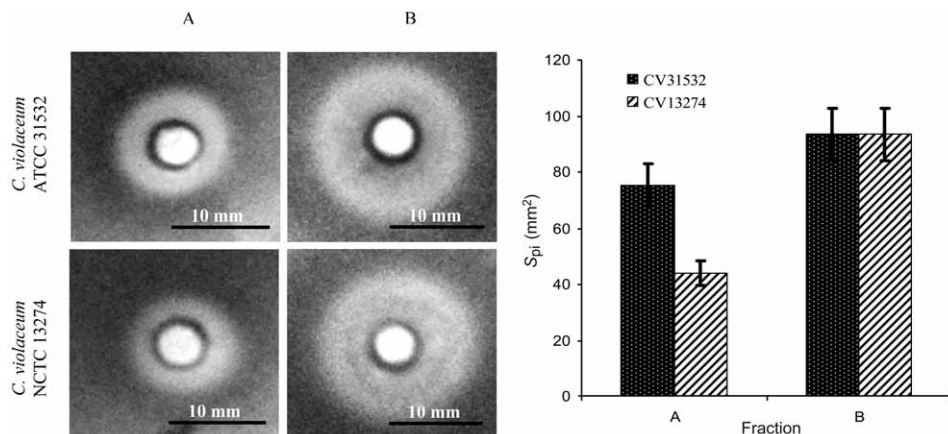 A
B
C. violaceum
ATCC 31532
10 mm
10 mm
C. violaceum
NCTC 13274
10 mm
10 mm
S_pi (mm²)
120
100
80
60
40
20
0
CV31532
CV13274
A
B
Fraction